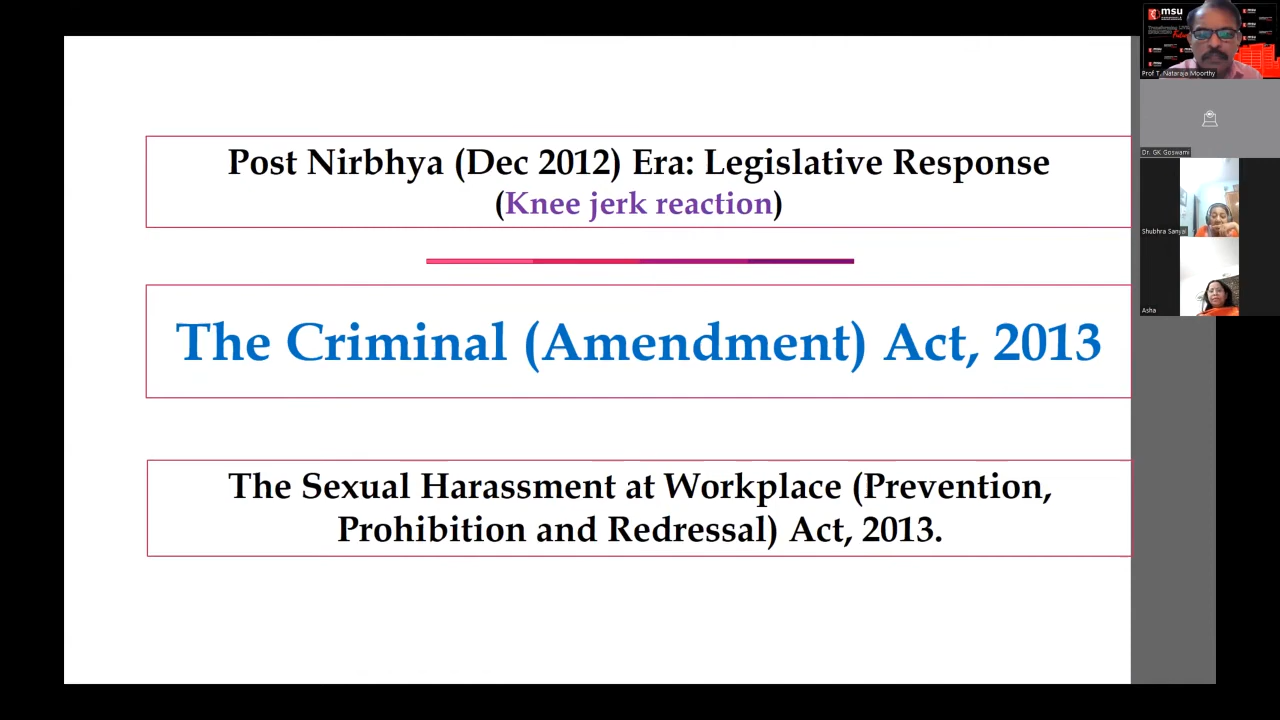 Post Nirbhya (Dec 2012) Era: Legislative Response
(Knee jerk reaction)
The Criminal (Amendment) Act, 2013
The Sexual Harassment at Workplace (Prevention,
Prohibition and Redressal) Act, 2013.
msu
Prof T. Nataraja Moorthy
Dr. GK Goswami
Shubhra Sanyal
Asha